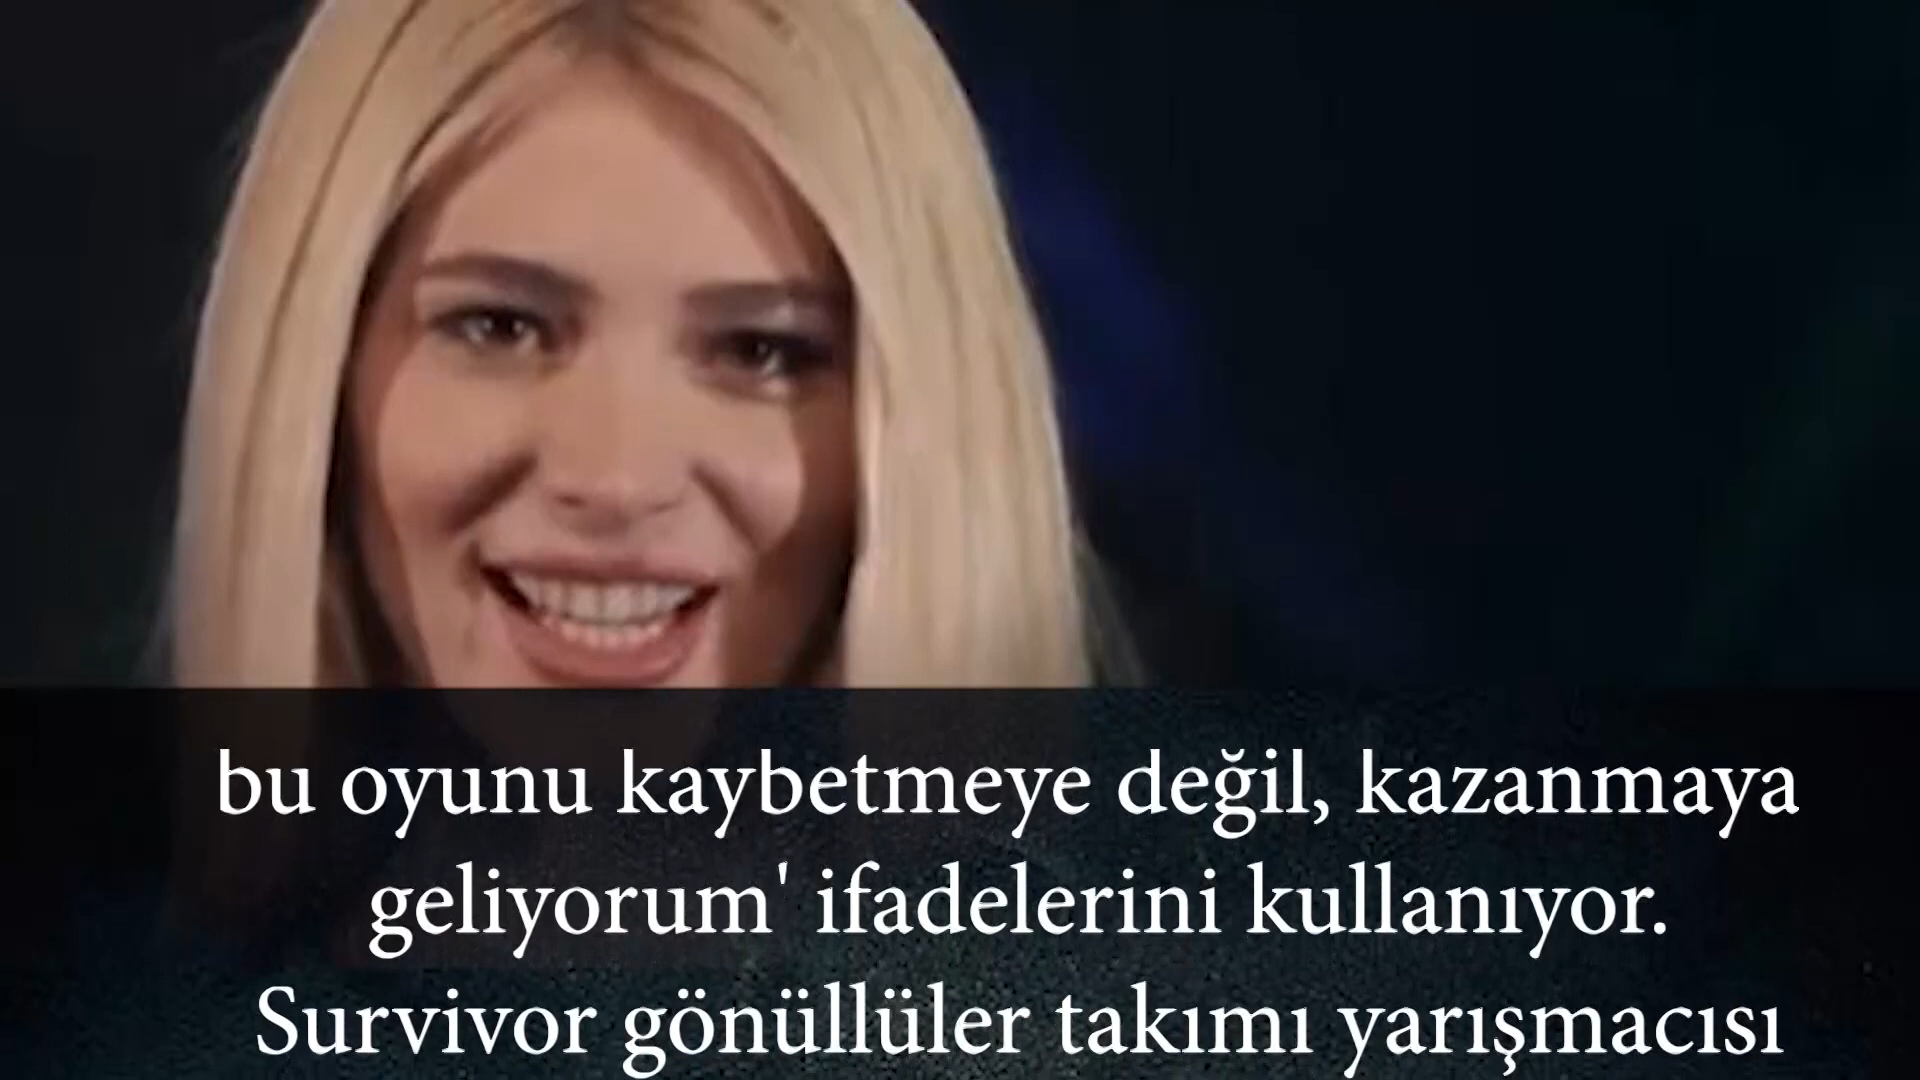 bu oyunu kaybetmeye değil, kazanmaya
geliyorum' ifadelerini kullanıyor.
Survivor gönüllüler takımı yarışmacısı